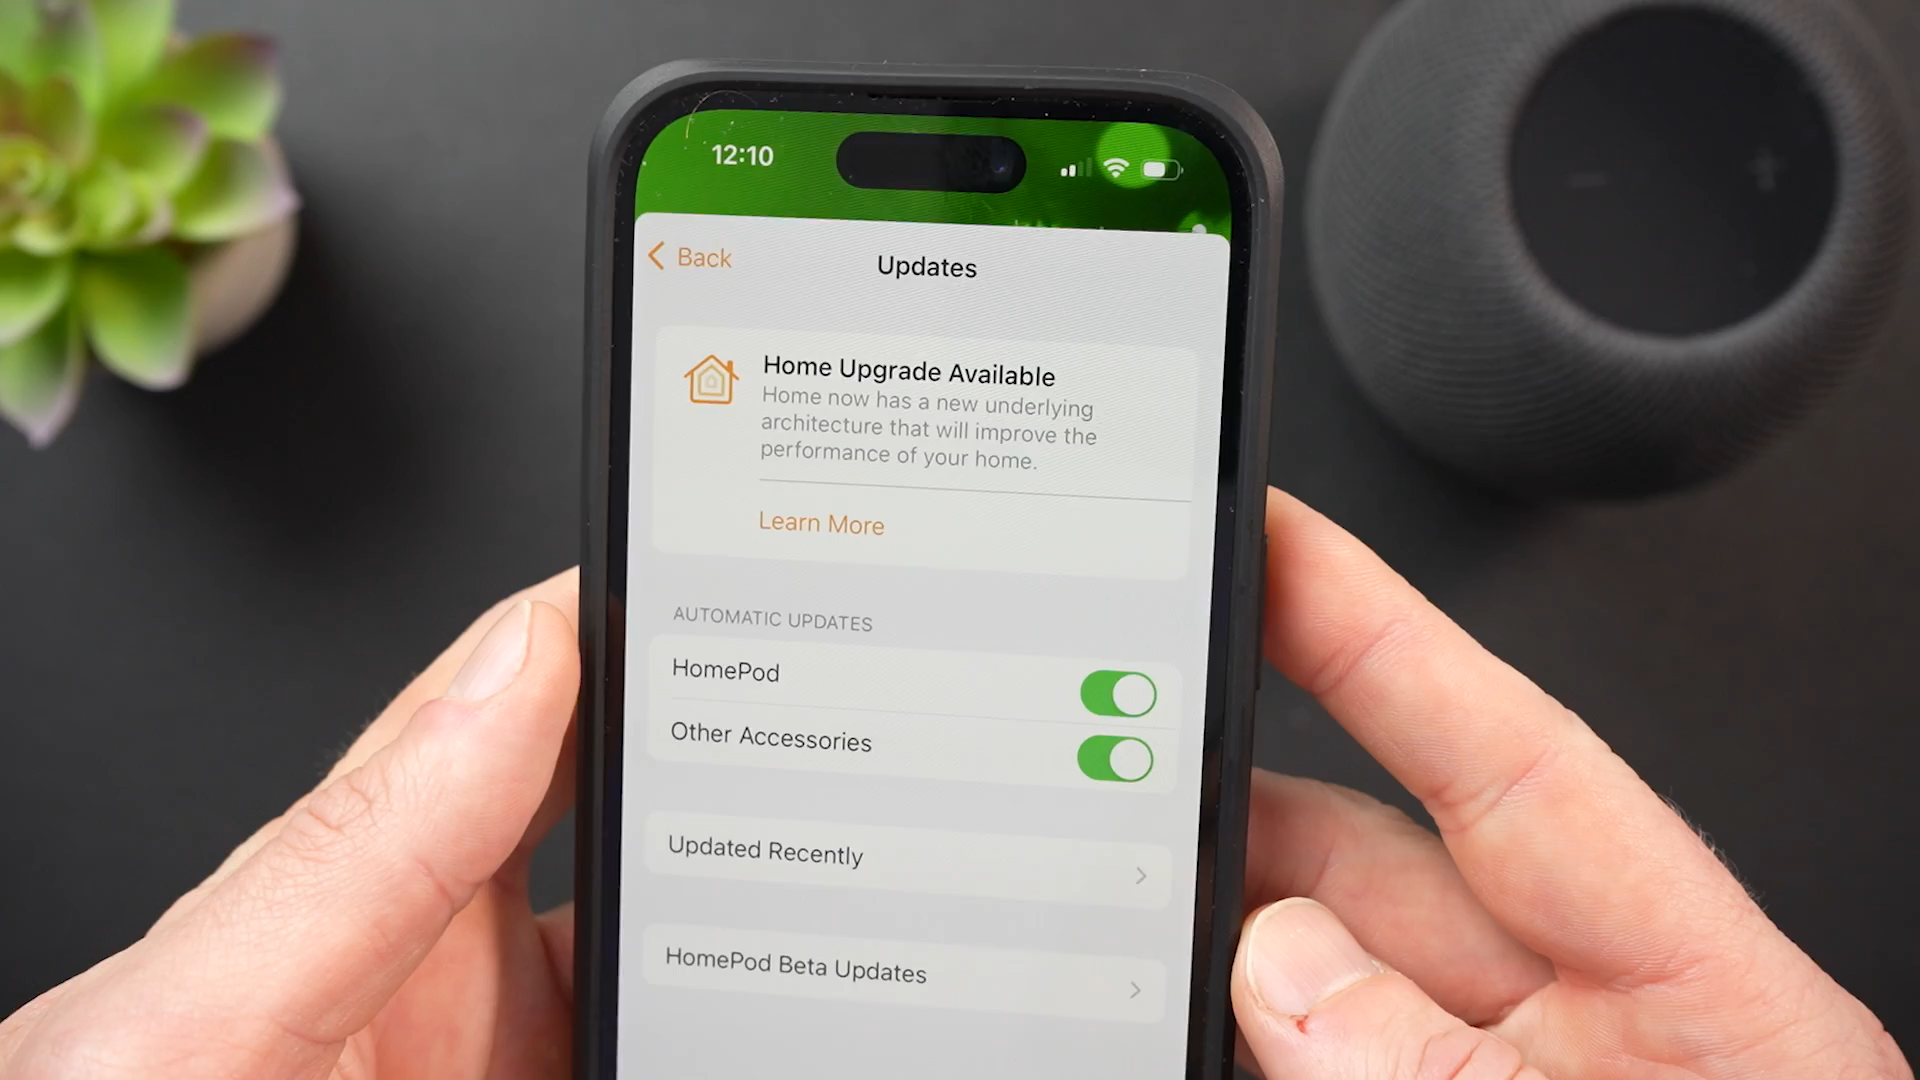 12:10
Back
Updates
Home Upgrade Available
Home now has a new underlying
architecture that will improve the
performance of your home.
Learn More
AUTOMATIC UPDATES
HomePod
Other Accessories
Updated Recently
HomePod Beta Updates